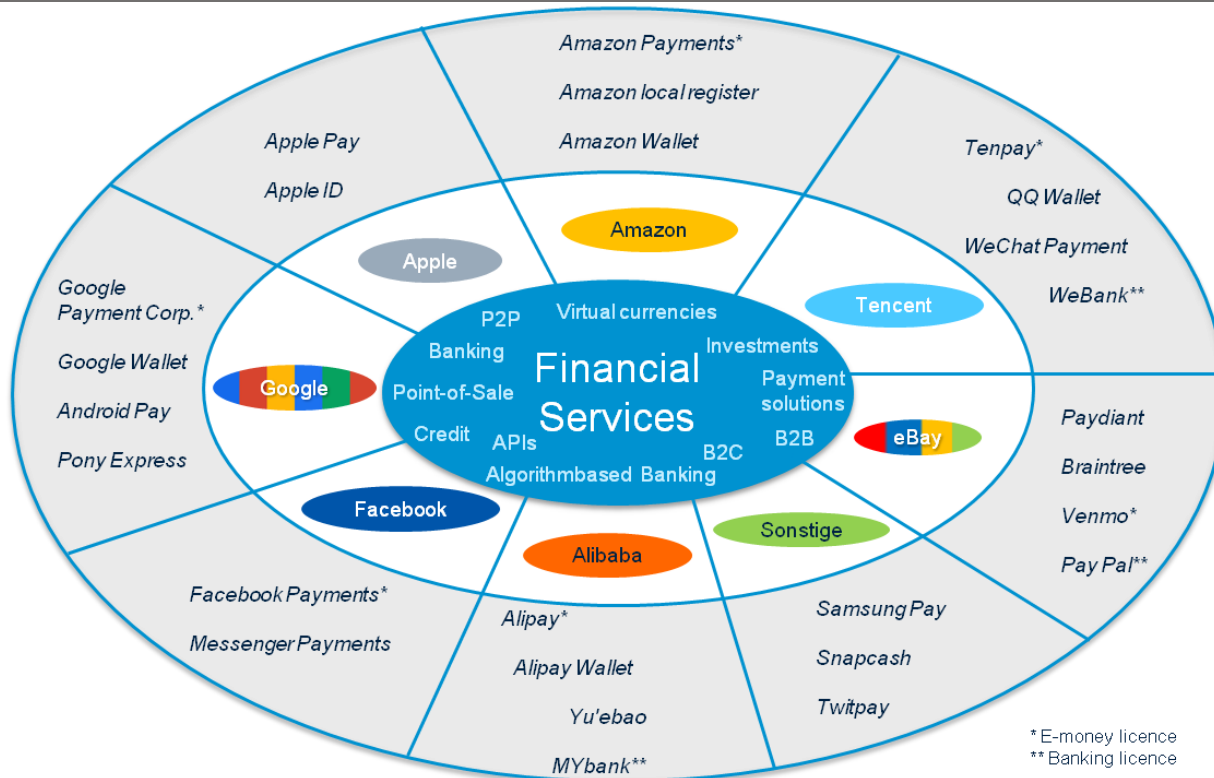 Amazon Payments*
Amazon local register
Amazon Wallet
Apple Pay
Apple ID
Tenpay*
QQ Wallet
WeChat Payment
WeBank**
Google
Payment Corp.*
Google Wallet
Android Pay
Pony Express
Amazon
Apple
Tencent
Google
eBay
Facebook
Alibaba
Sonstige
P2P
Virtual currencies
Banking
Investments
Financial
Services
Point-of-Sale
Payment
solutions
Credit
APIs
B2C
B2B
Algorithmbased Banking
Paydiant
Braintree
Venmo*
Pay Pal**
Facebook Payments*
Messenger Payments
Alipay*
Alipay Wallet
Yu'ebao
MYbank**
Samsung Pay
Snapcash
Twitpay
* E-money licence
** Banking licence